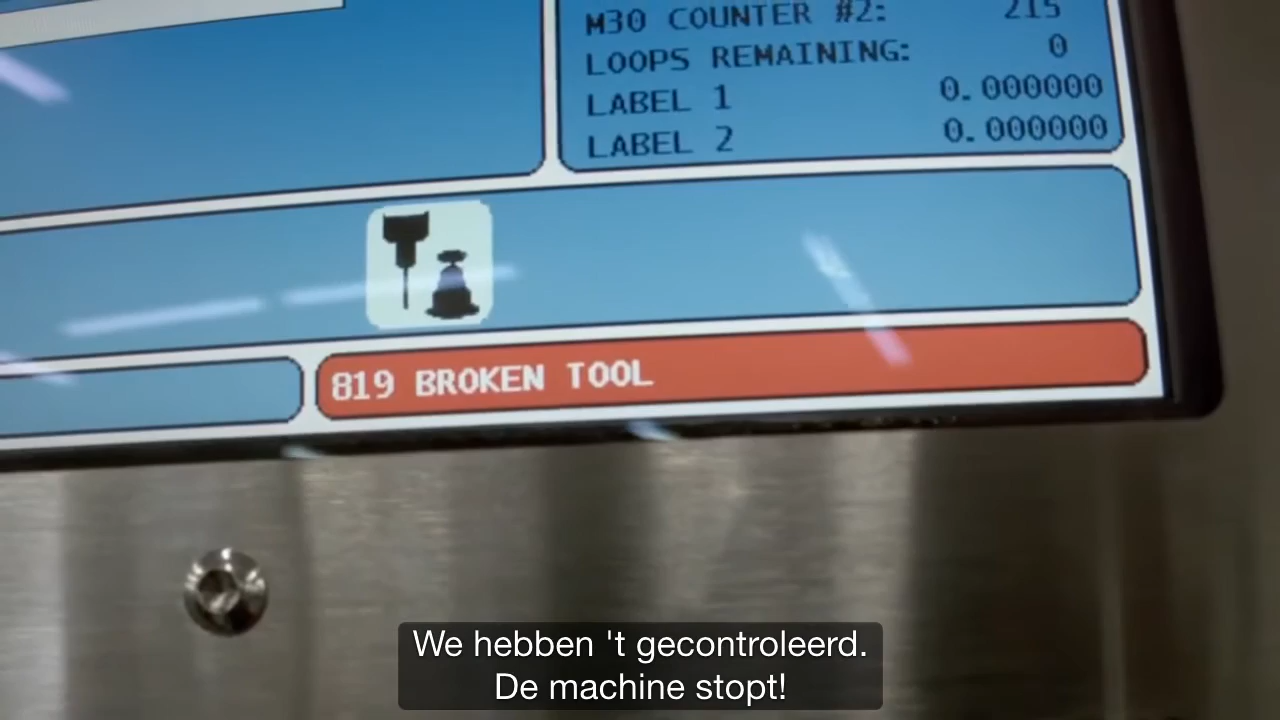 M30 COUNTER #2: 215
LOOPS REMAINING: 0
LABEL 1 0.000000
LABEL 2 0.000000
819 BROKEN TOOL
We hebben 't gecontroleerd.
De machine stopt!